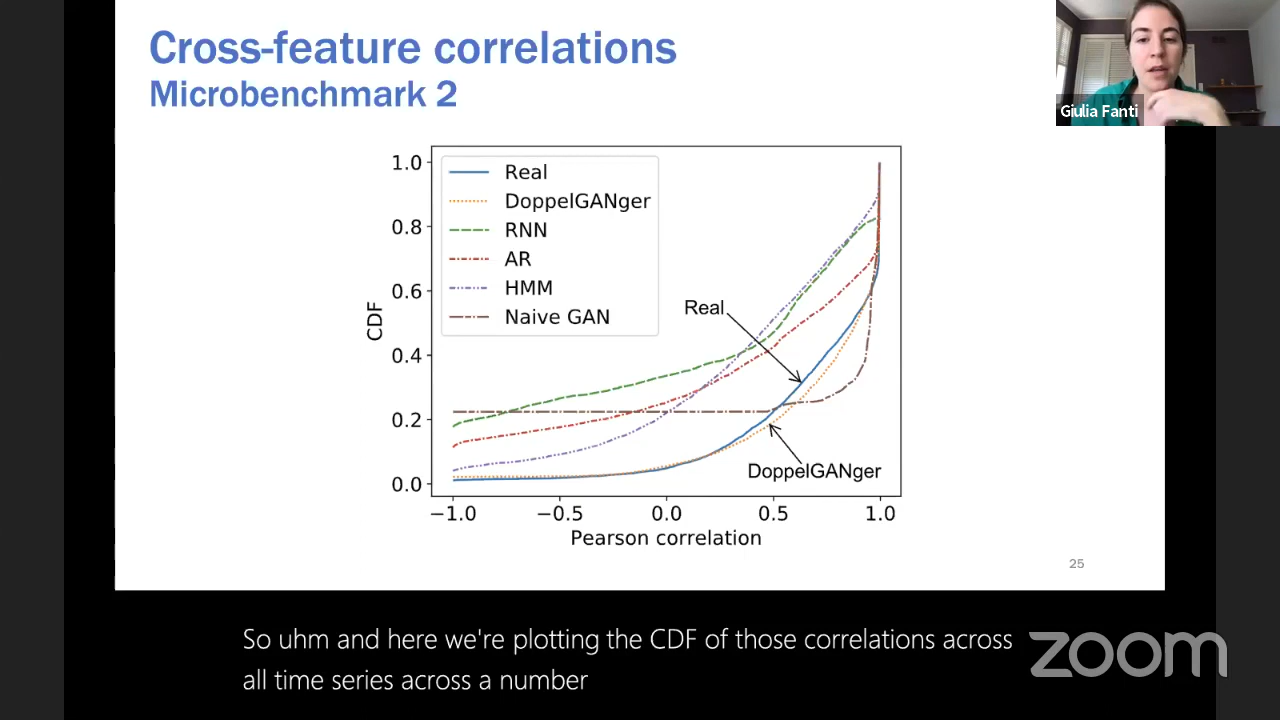 Cross-feature correlations
Microbenchmark 2
Giulia Fanti
1.0
0.8
0.6
0.4
0.2
0.0
CDF
Real
DoppelGANger
RNN
AR
HMM
Naive GAN
Real
DoppelGANger
−1.0 −0.5 0.0 0.5 1.0
Pearson correlation
25
So uhm and here we're plotting the CDF of those correlations across
all time series across a number
zoom